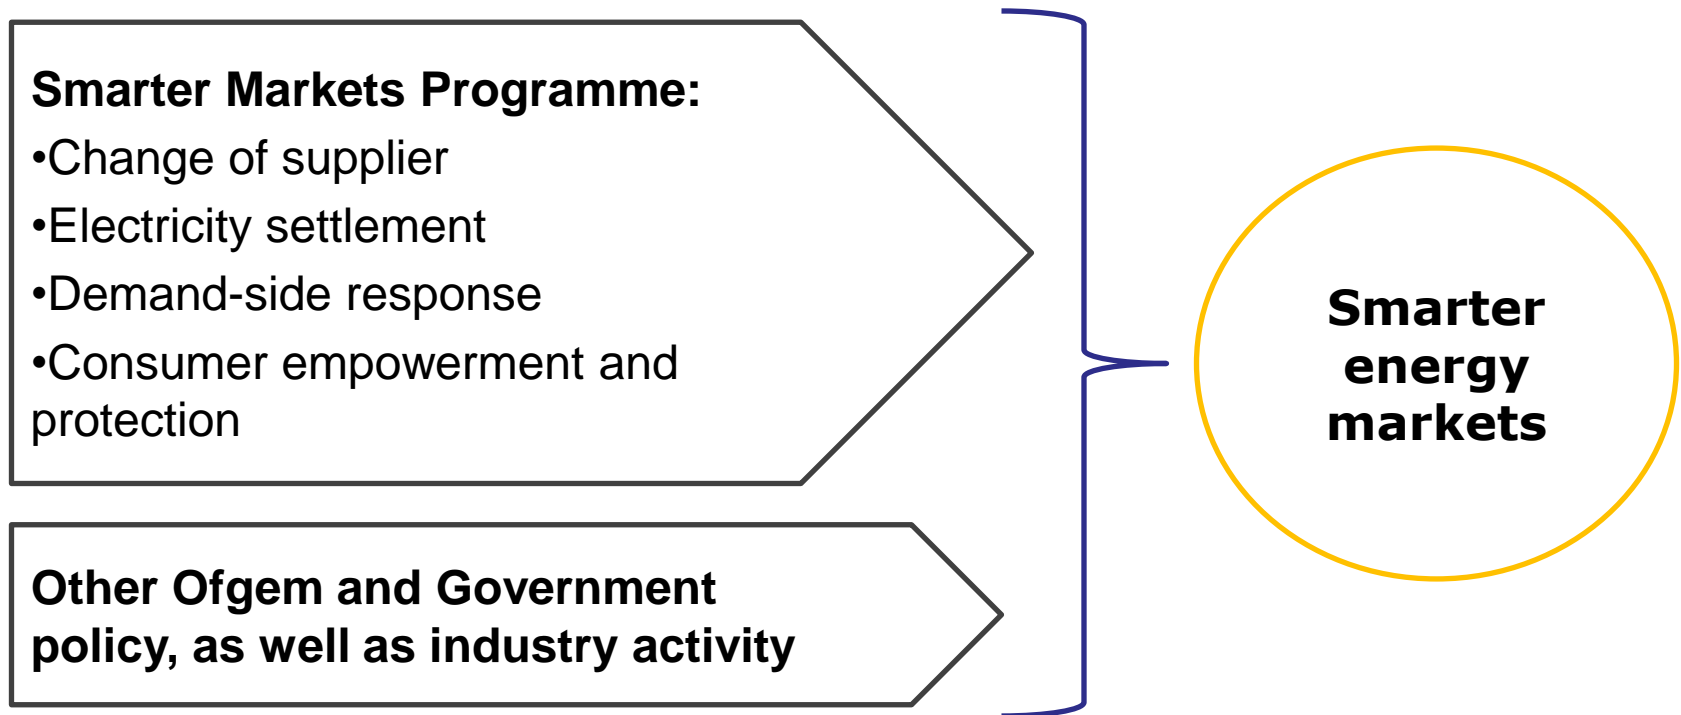 Smarter Markets Programme:
•Change of supplier
•Electricity settlement
•Demand-side response
•Consumer empowerment and
protection
Other Ofgem and Government
policy, as well as industry activity
Smarter
energy
markets